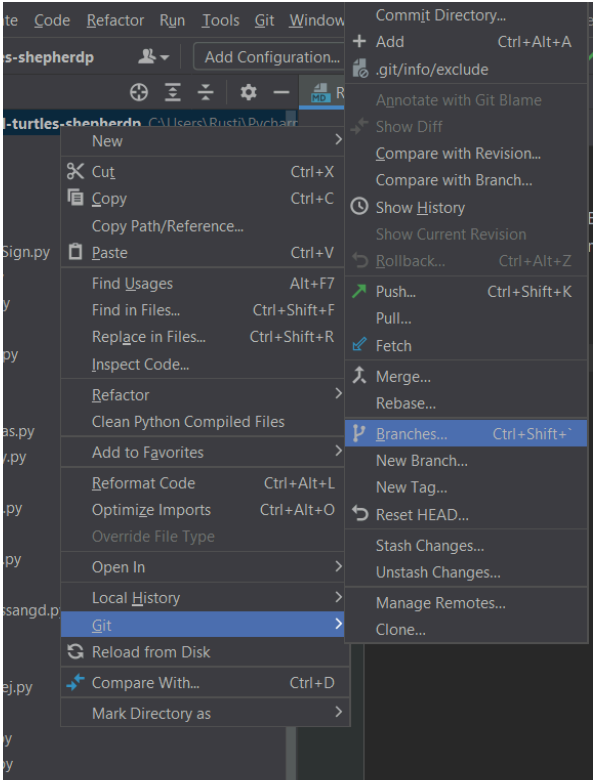 te Code Refactor Run Tools Git Window
s-shepherdp Add Configuration...
MD R
l-turtles-shepherdp C:\Users\Rusti\Pycharm
Sign.py
y
py
as.py
y.py
.py
.py
ssangd.p
ej.py
y
py
New
Cut Ctrl+X
Copy Ctrl+C
Copy Path/Reference...
Paste Ctrl+V
Find Usages Alt+F7
Find in Files... Ctrl+Shift+F
Replace in Files... Ctrl+Shift+R
Inspect Code...
Refactor
Clean Python Compiled Files
Add to Favorites
Reformat Code Ctrl+Alt+L
Optimize Imports Ctrl+Alt+O
Override File Type
Open In
Local History
Git
Reload from Disk
Compare With... Ctrl+D
Mark Directory as
Commit Directory...
Add Ctrl+Alt+A
.git/info/exclude
Annotate with Git Blame
Show Diff
Compare with Revision...
Compare with Branch...
Show History
Show Current Revision
Rollback... Ctrl+Alt+Z
Push... Ctrl+Shift+K
Pull...
Fetch
Merge...
Rebase...
Branches... Ctrl+Shift+`
New Branch...
New Tag...
Reset HEAD...
Stash Changes...
Unstash Changes...
Manage Remotes...
Clone...